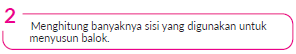 2
Menghitung banyaknya sisi yang digunakan untuk
menyusun balok.